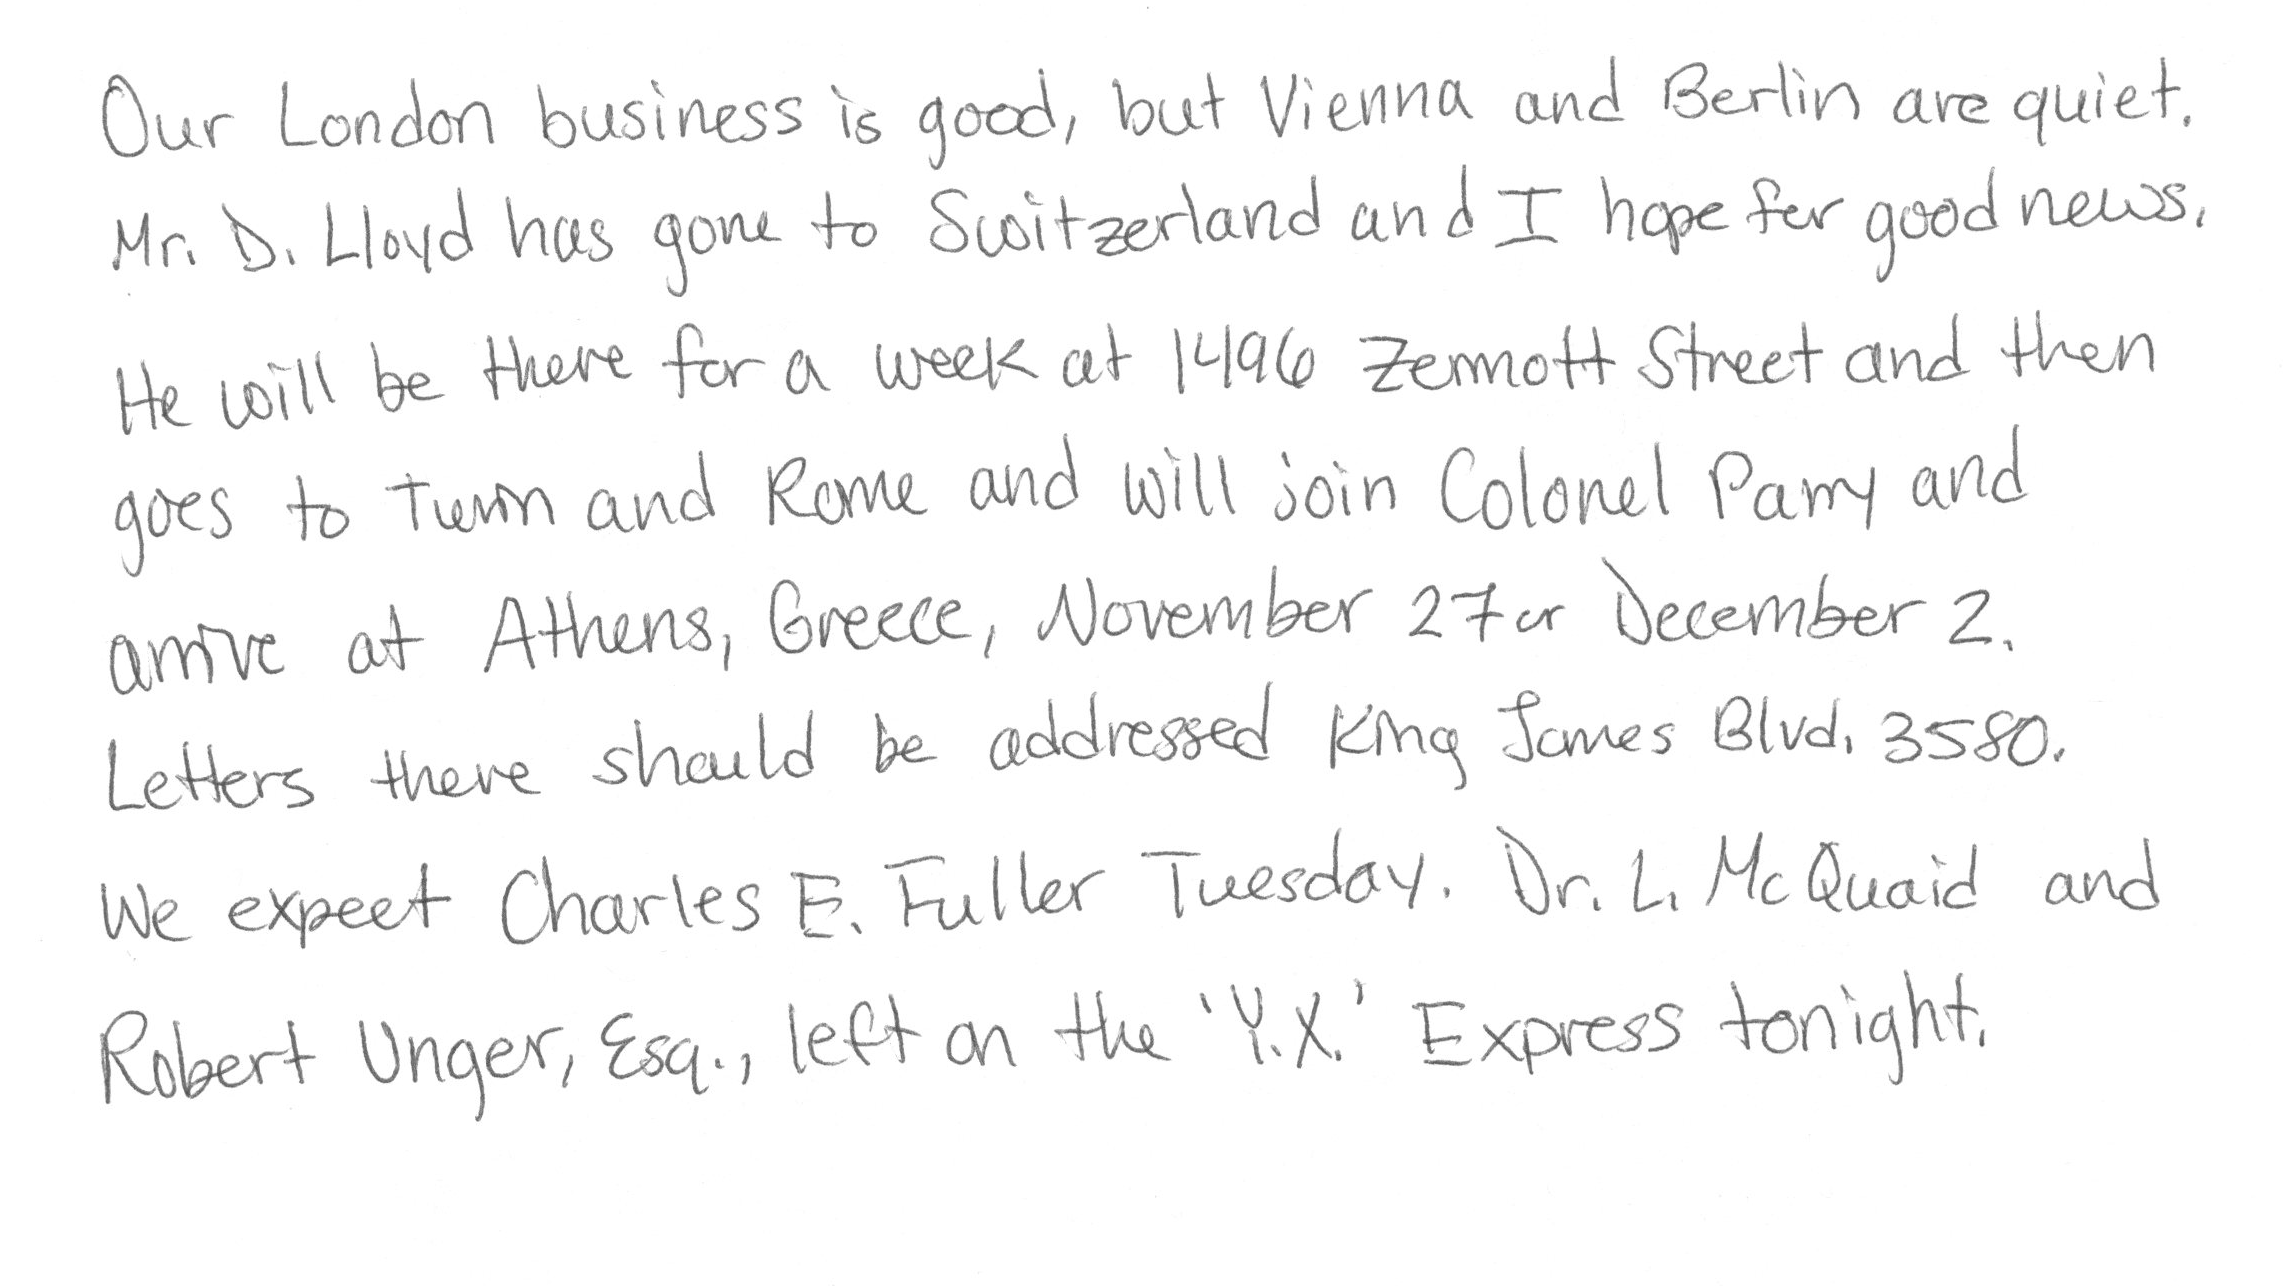 Our London business is good, but Vienna and Berlin are quiet.
Mr. D. Lloyd has gone to Switzerland and I hope for good news.
He will be there for a week at 1496 Zermott Street and then
goes to Turin and Rome and will join Colonel Parry and
arrive at Athens, Greece, November 27 or December 2.
Letters there should be addressed King James Blvd. 3580.
We expect Charles E. Fuller Tuesday. Dr. L. McQuaid and
Robert Unger, Esq., left on the 'Y.X.' Express tonight.